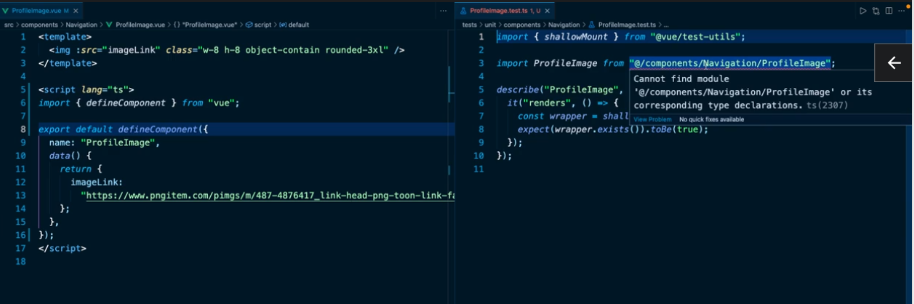 ProfileImage.vue M
src > components > Navigation > ProfileImage.vue > {} "ProfileImage.vue" > script > default
1 <template>
2 <img :src="imageLink" class="w-8 h-8 object-contain rounded-3xl" />
3 </template>
4
5 <script lang="ts">
6 import { defineComponent } from "vue";
7
8 export default defineComponent({
9 name: "ProfileImage",
10 data() {
11 return {
12 imageLink:
13 "https://www.pngitem.com/pimgs/m/487-4876417_link-head-png-toon-link-fa
14 };
15 },
16 });
17 </script>
18
ProfileImage.test.ts 1, U
tests > unit > components > Navigation > ProfileImage.test.ts > ...
1 import { shallowMount } from "@vue/test-utils";
2
3 import ProfileImage from "@/components/Navigation/ProfileImage";
4
5 describe("ProfileImage",
6 it("renders", () => {
7 const wrapper = shall
8 expect(wrapper.exists()).toBe(true);
9 });
10 });
11
Cannot find module
'@/components/Navigation/ProfileImage' or its
corresponding type declarations. ts(2307)
View Problem No quick fixes available